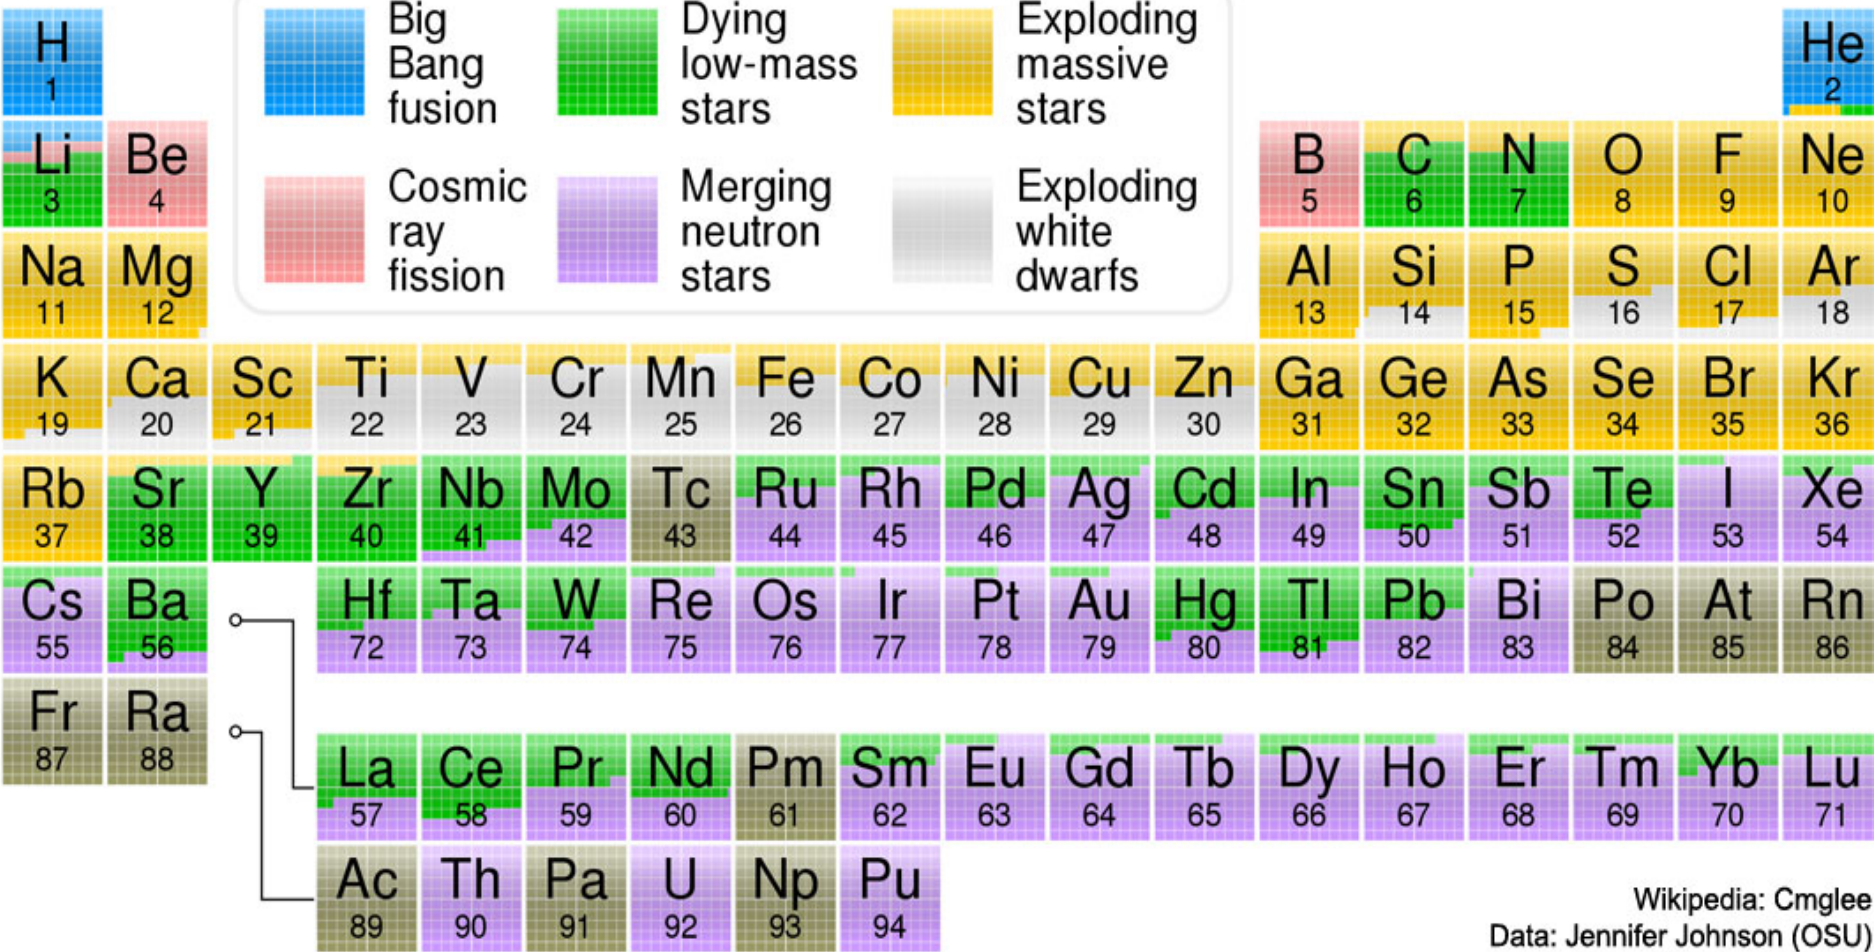 Big
Bang
fusion
Dying
low-mass
stars
Exploding
massive
stars
Cosmic
ray
fission
Merging
neutron
stars
Exploding
white
dwarfs
H He
1 2
Li Be B C N O F Ne
3 4 5 6 7 8 9 10
Na Mg Al Si P S Cl Ar
11 12 13 14 15 16 17 18
K Ca Sc Ti V Cr Mn Fe Co Ni Cu Zn Ga Ge As Se Br Kr
19 20 21 22 23 24 25 26 27 28 29 30 31 32 33 34 35 36
Rb Sr Y Zr Nb Mo Tc Ru Rh Pd Ag Cd In Sn Sb Te I Xe
37 38 39 40 41 42 43 44 45 46 47 48 49 50 51 52 53 54
Cs Ba Hf Ta W Re Os Ir Pt Au Hg Tl Pb Bi Po At Rn
55 56 72 73 74 75 76 77 78 79 80 81 82 83 84 85 86
Fr Ra
87 88
La Ce Pr Nd Pm Sm Eu Gd Tb Dy Ho Er Tm Yb Lu
57 58 59 60 61 62 63 64 65 66 67 68 69 70 71
Ac Th Pa U Np Pu
89 90 91 92 93 94
Wikipedia: Cmglee
Data: Jennifer Johnson (OSU)